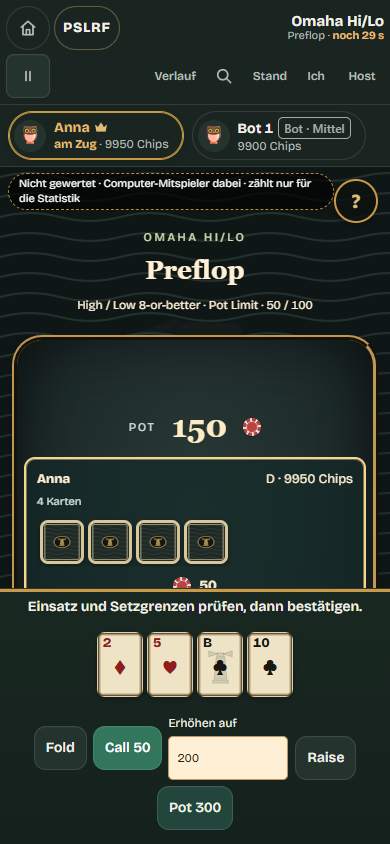 PSLRF
Omaha Hi/Lo
Preflop · noch 29 s
Verlauf
Stand
Ich
Host
Anna
am Zug · 9950 Chips
Bot 1 Bot · Mittel
9900 Chips
Nicht gewertet · Computer-Mitspieler dabei · zählt nur für
die Statistik
?
OMAHA HI/LO
Preflop
High / Low 8-or-better · Pot Limit · 50 / 100
POT 150
Anna
D · 9950 Chips
4 Karten
50
Einsatz und Setzgrenzen prüfen, dann bestätigen.
2
5
B
10
Fold
Call 50
Erhöhen auf
200
Raise
Pot 300